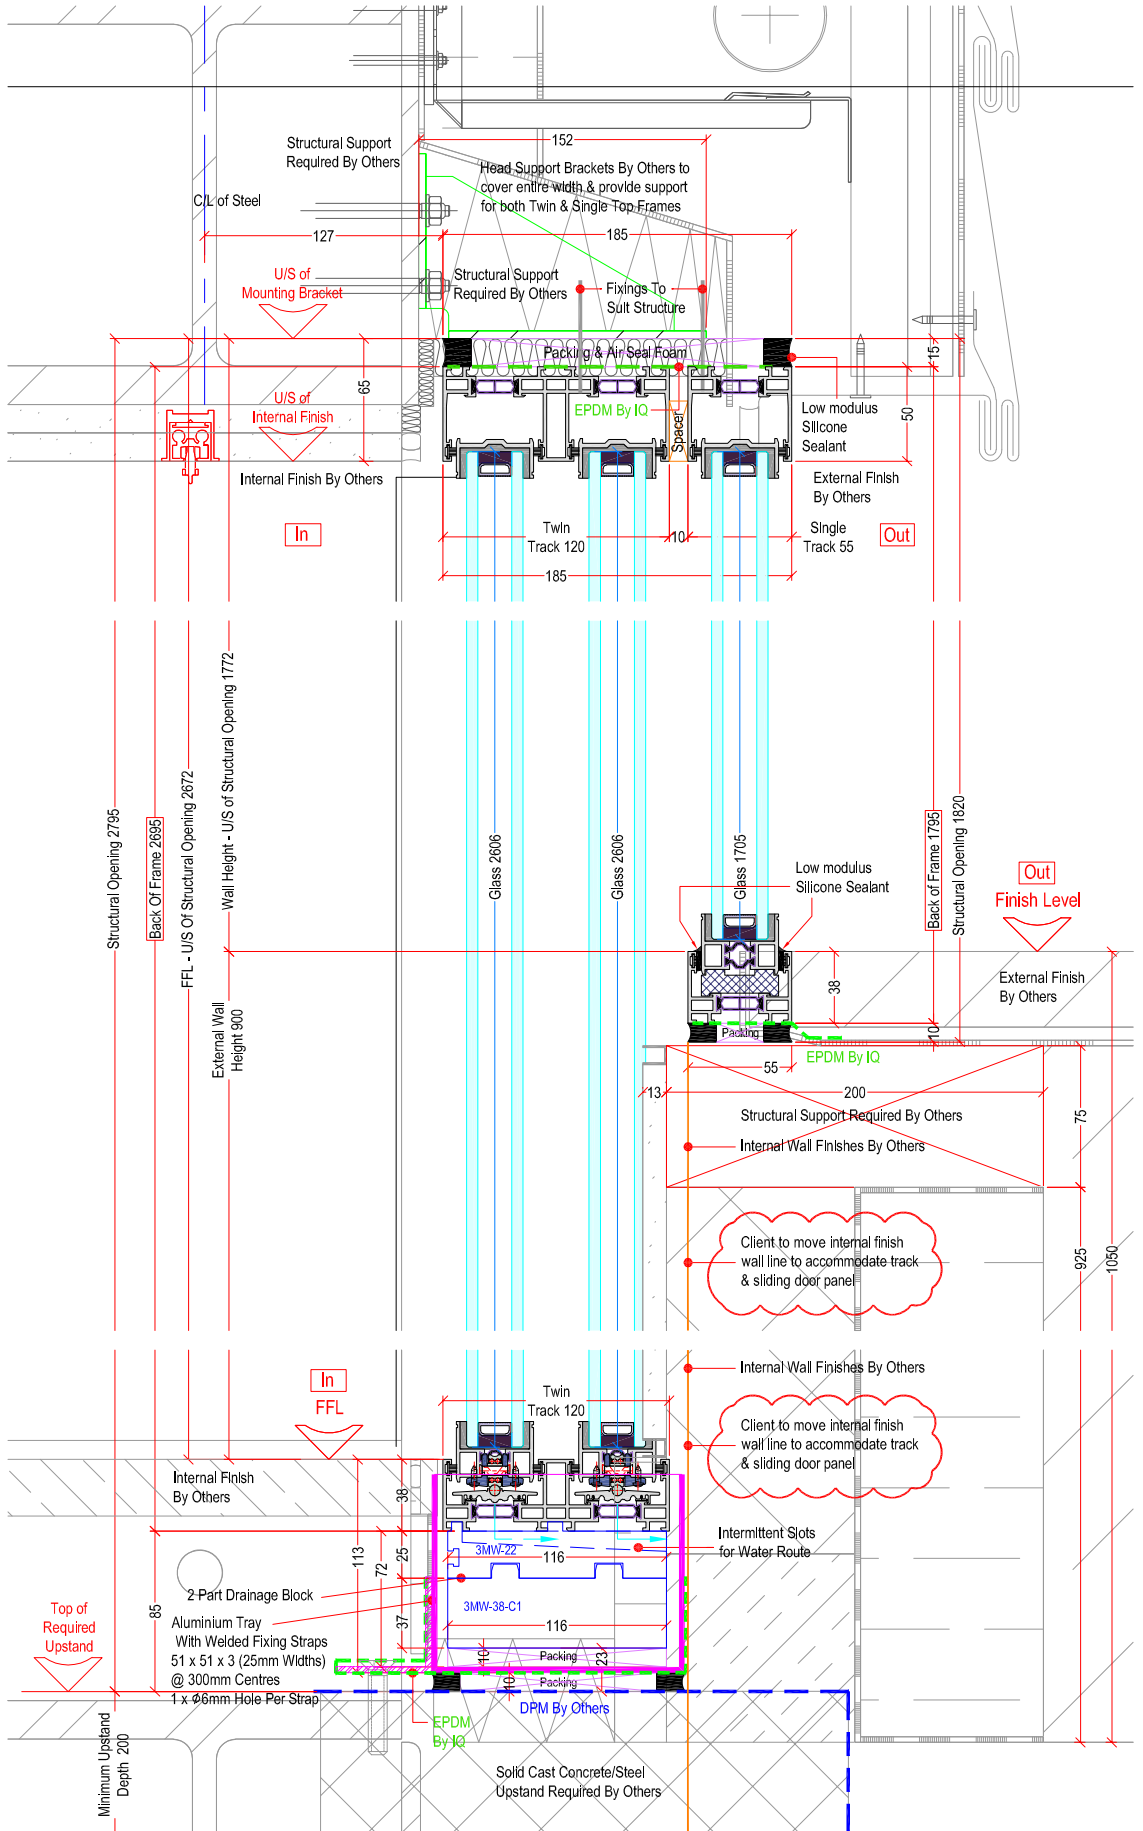 152
Structural Support
Required By Others
Head Support Brackets By Others to
cover entire width & provide support
for both Twin & Single Top Frames
C/L of Steel
127
185
U/S of
Mounting Bracket
Structural Support
Required By Others
Fixings To
Suit Structure
Packing & Air Seal Foam
15
65
U/S of
Internal Finish
EPDM By IQ
Spacer
Low modulus
Silicone
Sealant
50
Internal Finish By Others
External Finish
By Others
In
Twin
Track 120
10
Single
Track 55
Out
185
Structural Opening 2795
Back Of Frame 2695
FFL - U/S Of Structural Opening 2672
Wall Height - U/S of Structural Opening 1772
External Wall
Height 900
Glass 2606
Glass 2606
Glass 1705
Low modulus
Silicone Sealant
Back of Frame 1795
Structural Opening 1820
Out
Finish Level
38
External Finish
By Others
Packing
10
EPDM By IQ
55
13
200
Structural Support Required By Others
75
Internal Wall Finishes By Others
Client to move internal finish
wall line to accommodate track
& sliding door panel
925
1050
Internal Wall Finishes By Others
In
FFL
Twin
Track 120
Client to move internal finish
wall line to accommodate track
& sliding door panel
Internal Finish
By Others
38
Intermittent Slots
for Water Route
3MW-22
116
113
72
25
2 Part Drainage Block
3MW-38-C1
37
116
85
Top of
Required
Upstand
Aluminium Tray
With Welded Fixing Straps
51 x 51 x 3 (25mm Widths)
@ 300mm Centres
1 x Ø6mm Hole Per Strap
10
Packing
23
10
Packing
DPM By Others
EPDM
By IQ
Minimum Upstand
Depth 200
Solid Cast Concrete/Steel
Upstand Required By Others